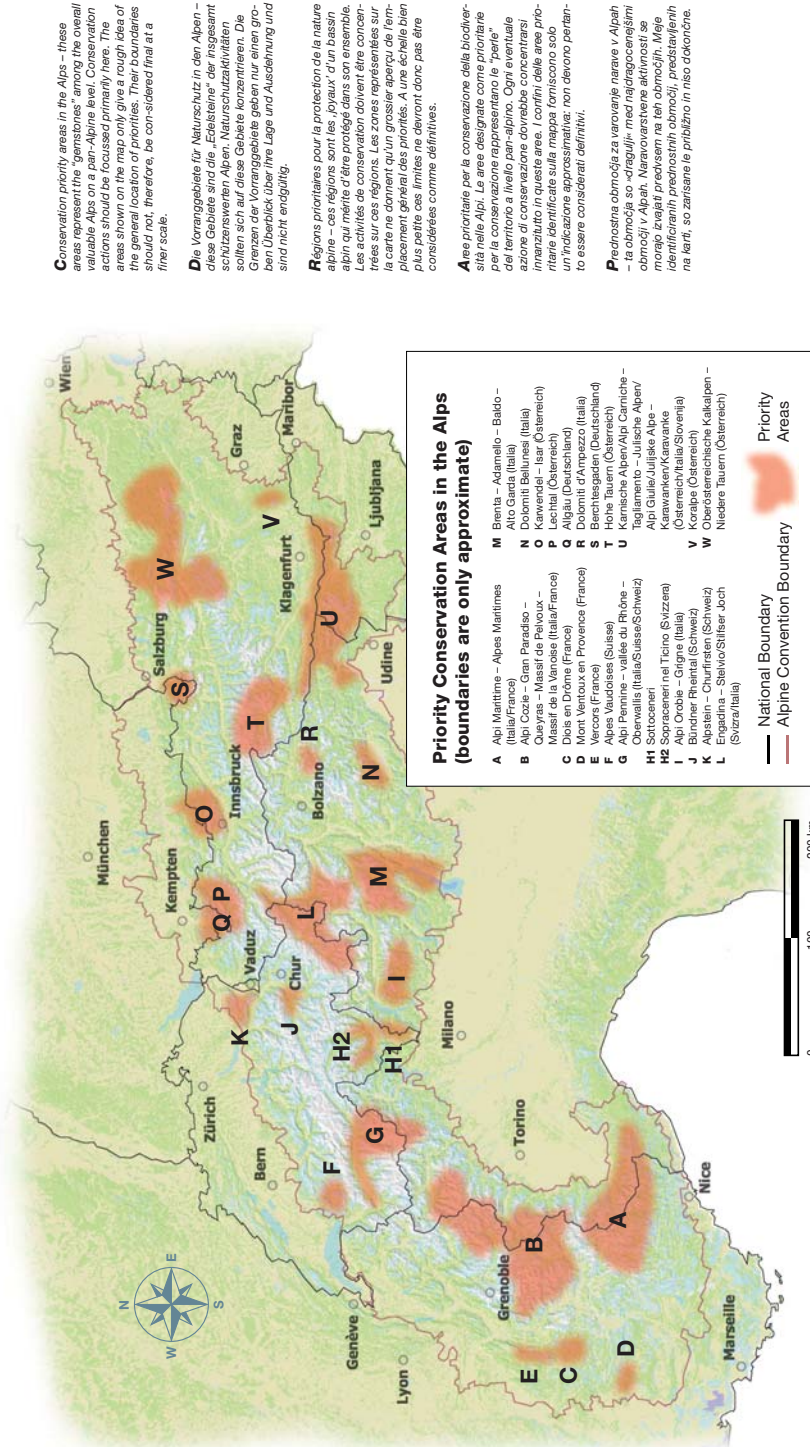 Conservation priority areas in the Alps – these
areas represent the "gemstones" among the overall
valuable Alps on a pan-Alpine level. Conservation
actions should be focussed primarily here. The
areas shown on the map only give a rough idea of
the general location of priorities. Their boundaries
should not, therefore, be con-sidered final at a
finer scale.
Die Vorranggebiete für Naturschutz in den Alpen –
diese Gebiete sind die „Edelsteine“ der insgesamt
schützenswerten Alpen. Naturschutzaktivitäten
sollten sich auf diese Gebiete konzentrieren. Die
Grenzen der Vorranggebiete geben nur einen gro-
ben Überblick über ihre Lage und Ausdehnung und
sind nicht endgültig.
Régions prioritaires pour la protection de la nature
alpine – ces régions sont les ‚joyaux’ d’un bassin
alpin qui mérite d’être protégé dans son ensemble.
Les activités de conservation doivent être concen-
trées sur ces régions. Les zones représentées sur
la carte ne donnent qu’un grossier aperçu de l’em-
placement général des priorités. A une échelle bien
plus petite ces limites ne devront donc pas être
considérées comme définitives.
Aree prioritarie per la conservazione della biodiver-
sità nelle Alpi. Le aree designate come prioritarie
per la conservazione rappresentano le "perle"
del territorio a livello pan-alpino. Ogni eventuale
azione di conservazione dovrebbe concentrarsi
innanzitutto in queste aree. I confini delle aree prio-
ritarie identificate sulla mappa forniscono solo
un’indicazione approssimativa: non devono pertan-
to essere considerati definitivi.
Prednostna območja za varovanje narave v Alpah
– ta območja so »dragulji« med najdragocenejšimi
območji v Alpah. Naravovarstvene aktivnosti se
morajo izvajati predvsem na teh območjih. Meje
identificiranih prednostnih območij, predstavljenih
na karti, so zarisane le približno in niso dokončne.
N
W E
S
Wien
München
Salzburg
Kempten
Graz
Maribor
Zürich
Innsbruck
Vaduz
Klagenfurt
Ljubljana
Bern
Chur
Bolzano
Udine
Genève
Lyon
Milano
Grenoble
Torino
Nice
Marseille
W
V
S
U
T
O
R
Q P
N
K
L
M
J
H2
H1
I
F
G
E
B
C
A
D
Priority Conservation Areas in the Alps
(boundaries are only approximate)
A Alpi Marittime – Alpes Maritimes
(Italia/France)
B Alpi Cozie – Gran Paradiso –
Queyras – Massif de Pelvoux –
Massif de la Vanoise (Italia/France)
C Diois en Drôme (France)
D Mont Ventoux en Provence (France)
E Vercors (France)
F Alpes Vaudoises (Suisse)
G Alpi Pennine – vallée du Rhône –
Oberwallis (Italia/Suisse/Schweiz)
H1 Sottoceneri
H2 Sopraceneri nel Ticino (Svizzera)
I Alpi Orobie – Grigne (Italia)
J Bündner Rheintal (Schweiz)
K Alpstein – Churfirsten (Schweiz)
L Engadina – Stelvio/Stilfser Joch
(Svizra/Italia)
M Brenta – Adamello – Baldo –
Alto Garda (Italia)
N Dolomiti Bellunesi (Italia)
O Karwendel – Isar (Österreich)
P Lechtal (Österreich)
Q Allgäu (Deutschland)
R Dolomiti d’Ampezzo (Italia)
S Berchtesgaden (Deutschland)
T Hohe Tauern (Österreich)
U Karnische Alpen/Alpi Carniche –
Tagliamento – Julische Alpen/
Alpi Giulie/Julijske Alpe –
Karawanken/Karavanke
(Österreich/Italia/Slovenija)
V Koralpe (Österreich)
W Oberösterreichische Kalkalpen –
Niedere Tauern (Österreich)
National Boundary
Alpine Convention Boundary
Priority
Areas